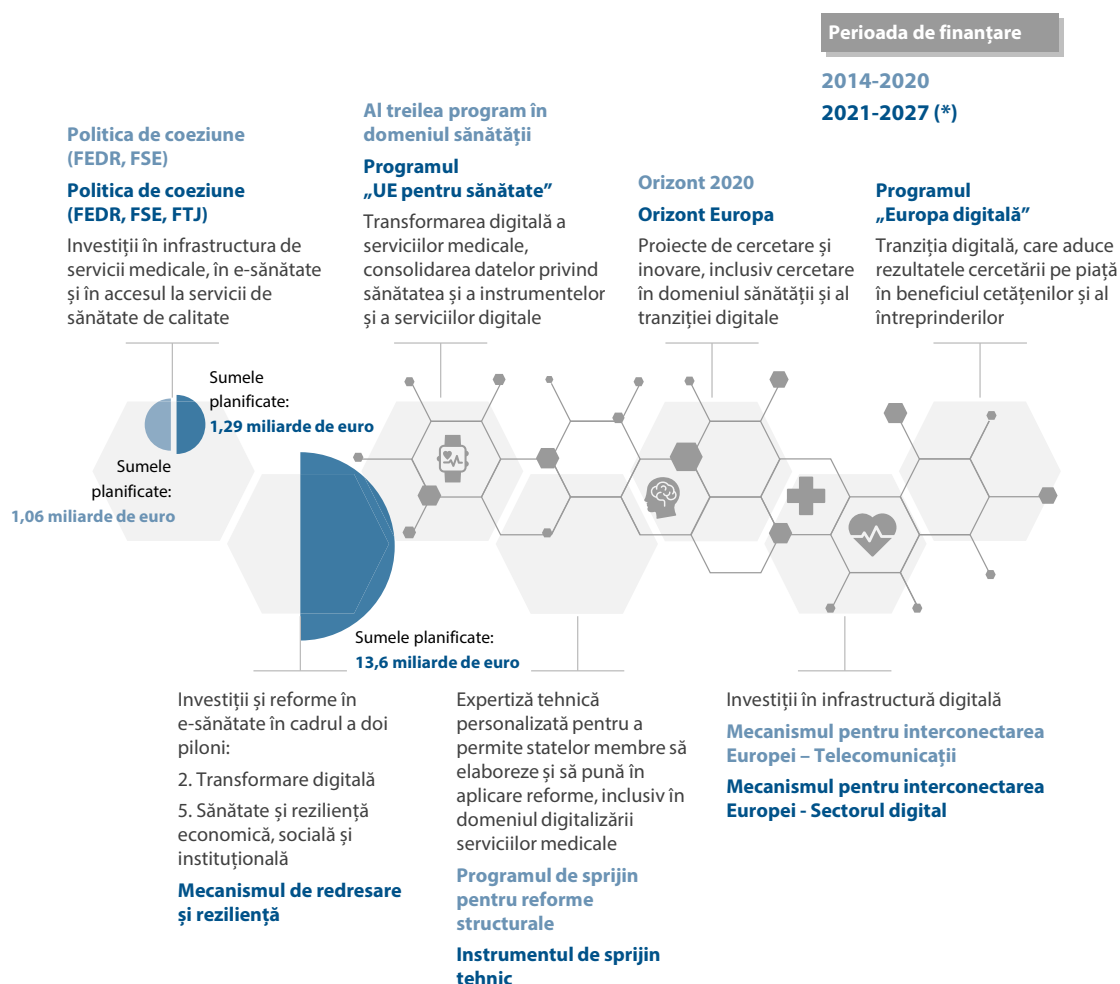 Perioada de finanțare
2014-2020
2021-2027 (*)
Politica de coeziune
(FEDR, FSE)
Politica de coeziune
(FEDR, FSE, FTJ)
Investiții în infrastructura de
servicii medicale, în e-sănătate
și în accesul la servicii de
sănătate de calitate
Al treilea program în
domeniul sănătății
Programul
„UE pentru sănătate”
Transformarea digitală a
serviciilor medicale,
consolidarea datelor privind
sănătatea și a instrumentelor
și a serviciilor digitale
Orizont 2020
Orizont Europa
Proiecte de cercetare și
inovare, inclusiv cercetare
în domeniul sănătății și al
tranziției digitale
Programul
„Europa digitală”
Tranziția digitală, care aduce
rezultatele cercetării pe piață
în beneficiul cetățenilor și al
întreprinderilor
Sumele
planificate:
1,29 miliarde de euro
Sumele
planificate:
1,06 miliarde de euro
Sumele planificate:
13,6 miliarde de euro
Investiții și reforme în
e-sănătate în cadrul a doi
piloni:
2. Transformare digitală
5. Sănătate și reziliență
economică, socială și
instituțională
Mecanismul de redresare
și reziliență
Expertiză tehnică
personalizată pentru a
permite statelor membre să
elaboreze și să pună în
aplicare reforme, inclusiv în
domeniul digitalizării
serviciilor medicale
Programul de sprijin
pentru reforme
structurale
Instrumentul de sprijin
tehnic
Investiții în infrastructură digitală
Mecanismul pentru interconectarea
Europei – Telecomunicații
Mecanismul pentru interconectarea
Europei - Sectorul digital